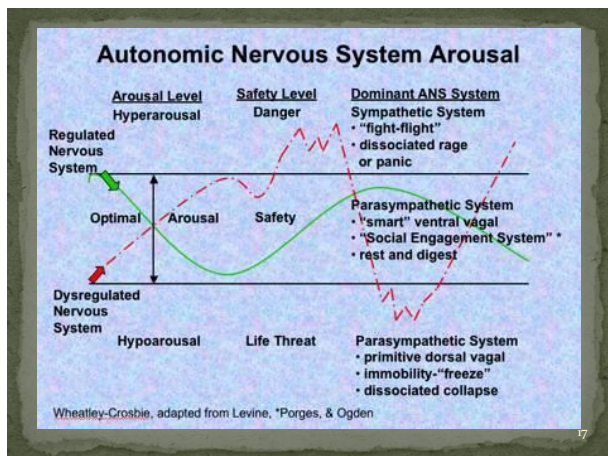 Autonomic Nervous System Arousal
Arousal Level Safety Level Dominant ANS System
Hyperarousal Danger Sympathetic System
• “fight-flight”
• dissociated rage
or panic
Regulated
Nervous
System
Optimal Arousal Safety
Parasympathetic System
• “smart” ventral vagal
• “Social Engagement System” *
• rest and digest
Dysregulated
Nervous
System
Hypoarousal Life Threat Parasympathetic System
• primitive dorsal vagal
• immobility-“freeze”
• dissociated collapse
Wheatley-Crosbie, adapted from Levine, *Porges, & Ogden
17